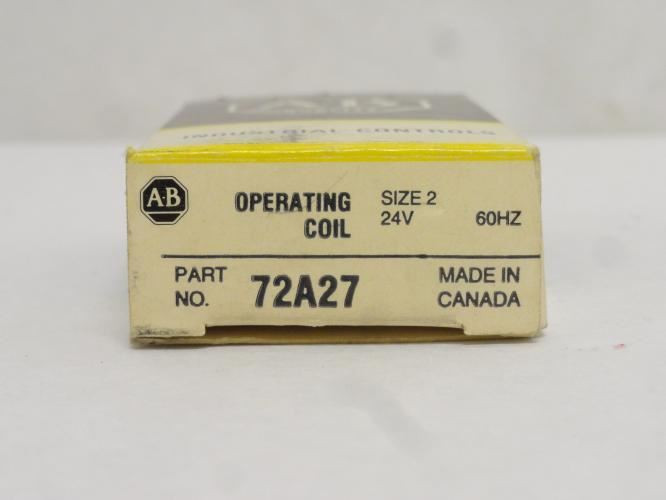 A-B
INDUSTRIAL CONTROLS
A-B
OPERATING
COIL
SIZE 2
24V 60HZ
PART
NO.
72A27
MADE IN
CANADA